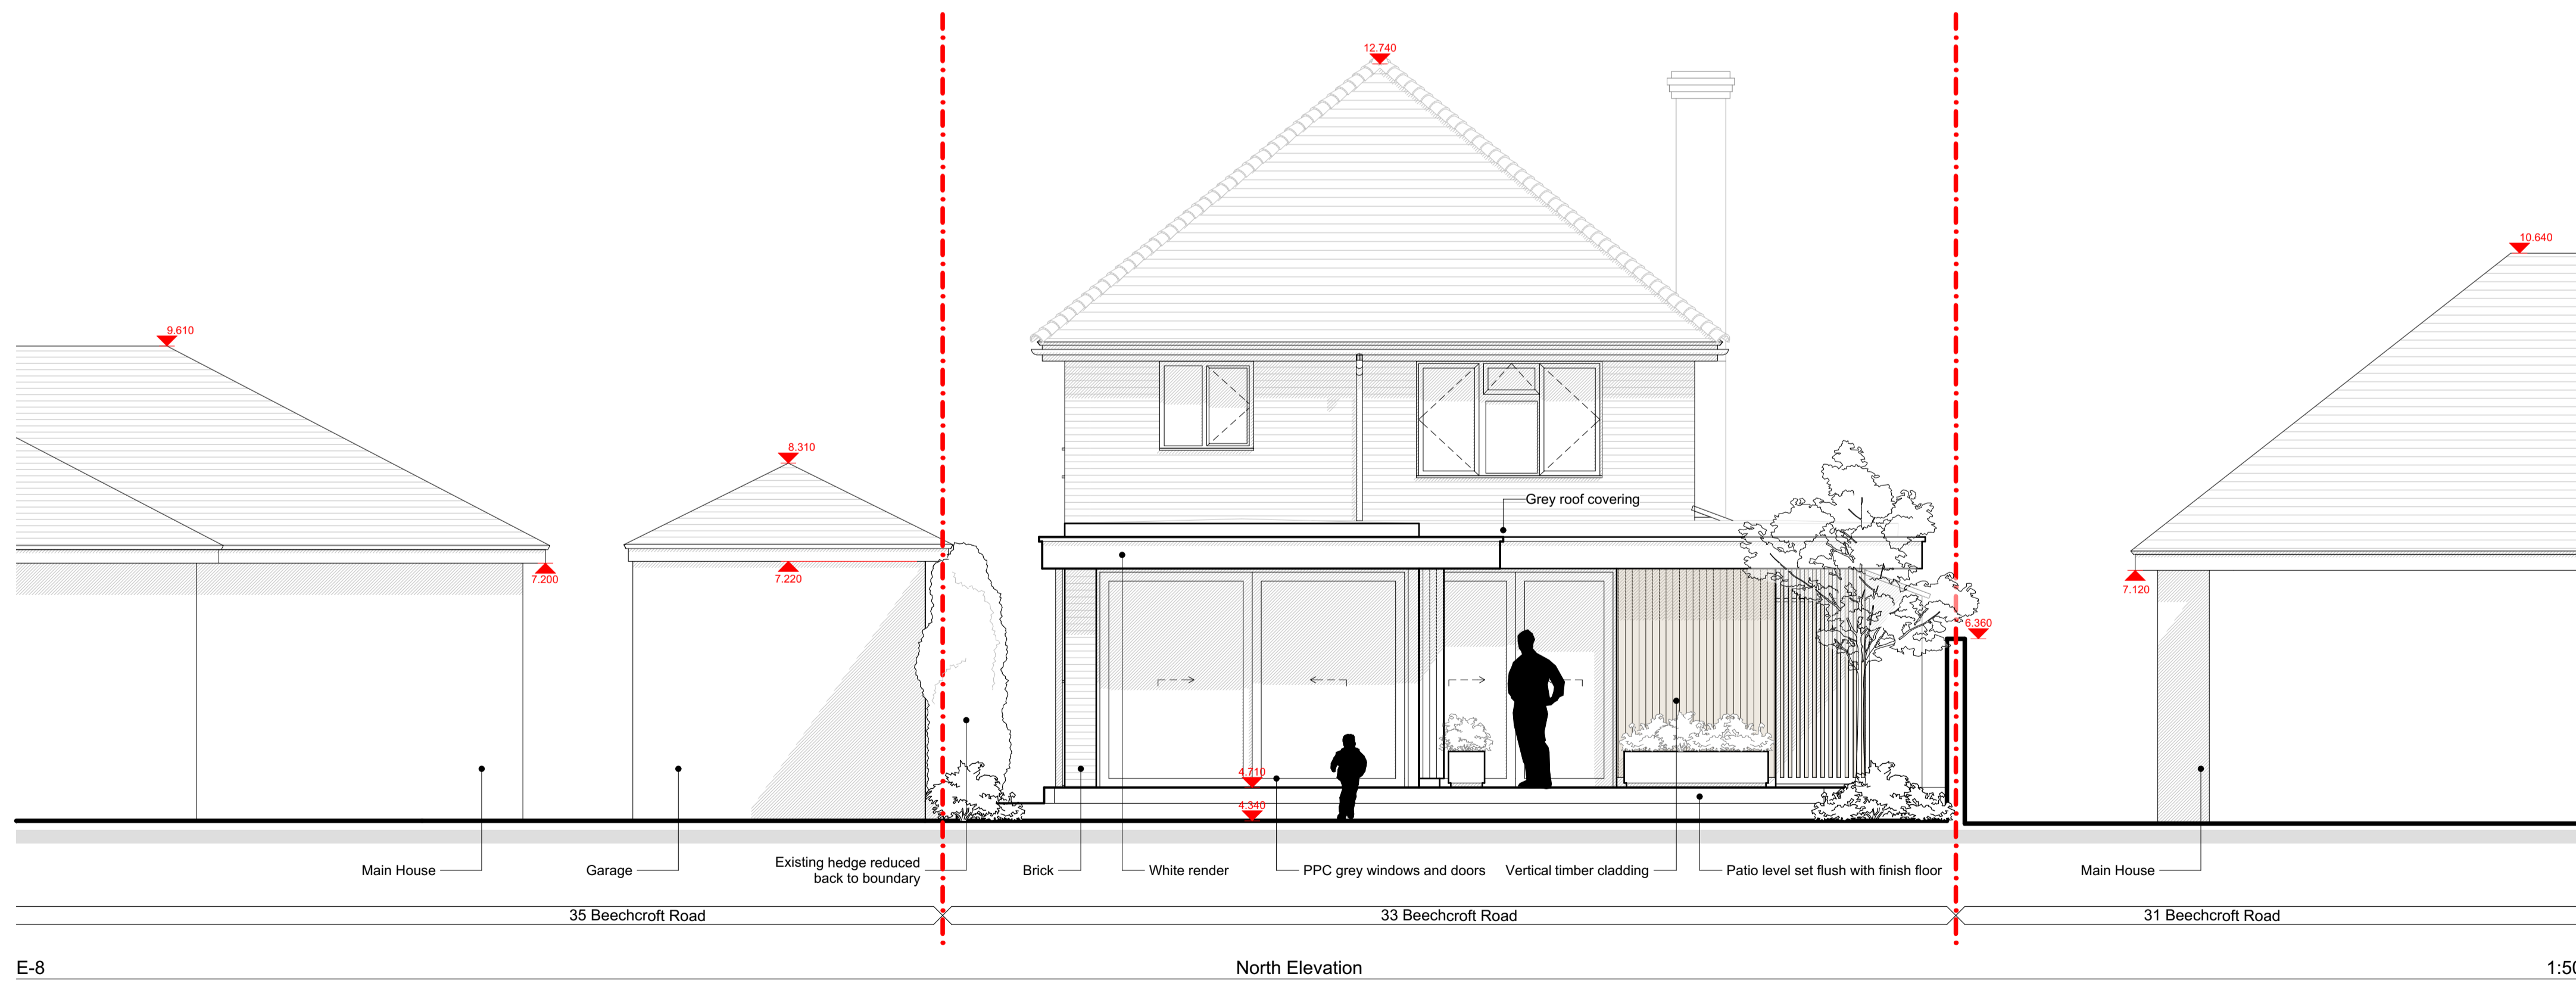 12.740
10.640
9.610
8.310
Grey roof covering
7.200
7.220
7.120
6.360
4.710
4.340
Main House
Garage
Existing hedge reduced
back to boundary
Brick
White render
PPC grey windows and doors
Vertical timber cladding
Patio level set flush with finish floor
Main House
35 Beechcroft Road
33 Beechcroft Road
31 Beechcroft Road
E-8
North Elevation
1:50